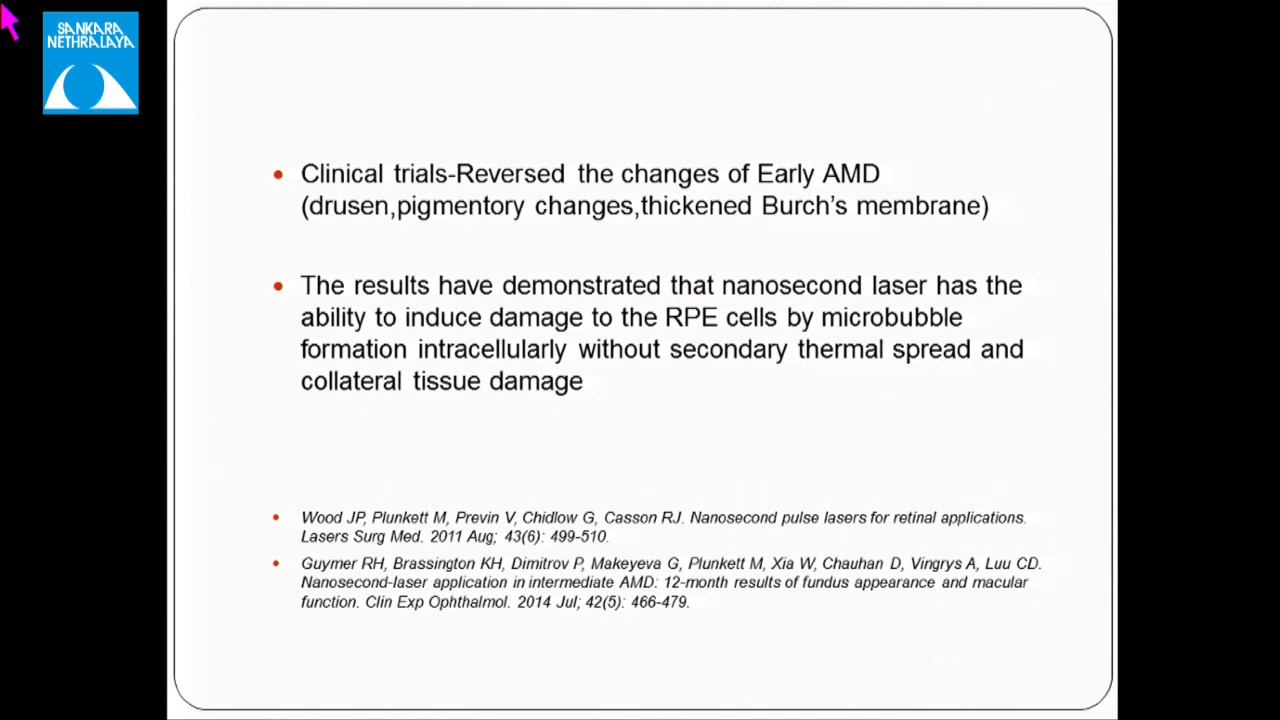 SANKARA
NETHRALAYA
• Clinical trials-Reversed the changes of Early AMD
(drusen,pigmentory changes,thickened Burch's membrane)
• The results have demonstrated that nanosecond laser has the
ability to induce damage to the RPE cells by microbubble
formation intracellularly without secondary thermal spread and
collateral tissue damage
• Wood JP, Plunkett M, Previn V, Chidlow G, Casson RJ. Nanosecond pulse lasers for retinal applications.
Lasers Surg Med. 2011 Aug; 43(6): 499-510.
• Guymer RH, Brassington KH, Dimitrov P, Makeyeva G, Plunkett M, Xia W, Chauhan D, Vingrys A, Luu CD.
Nanosecond-laser application in intermediate AMD: 12-month results of fundus appearance and macular
function. Clin Exp Ophthalmol. 2014 Jul; 42(5): 466-479.